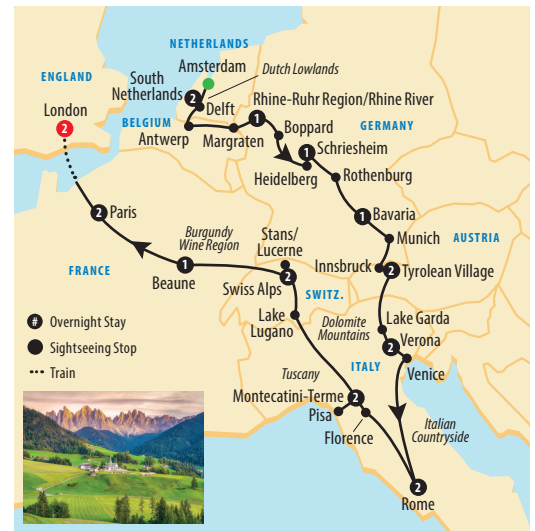 NETHERLANDS
Amsterdam
Dutch Lowlands
ENGLAND
South
Netherlands
2
Delft
London
2
BELGIUM
Antwerp
Margraten
1
Rhine-Ruhr Region/Rhine River
Boppard
GERMANY
1
Schriesheim
Heidelberg
Rothenburg
2
Paris
1
Bavaria
Munich
AUSTRIA
Burgundy
Wine Region
Stans/
Lucerne
Innsbruck
2
Tyrolean Village
FRANCE
1
Beaune
2
Swiss Alps
SWITZ.
Lake
Lugano
Dolomite
Mountains
Lake Garda
2
Verona
Venice
# Overnight Stay
Sightseeing Stop
Train
Tuscany
ITALY
Montecatini-Terme
2
Pisa
Florence
Italian
Countryside
2
Rome